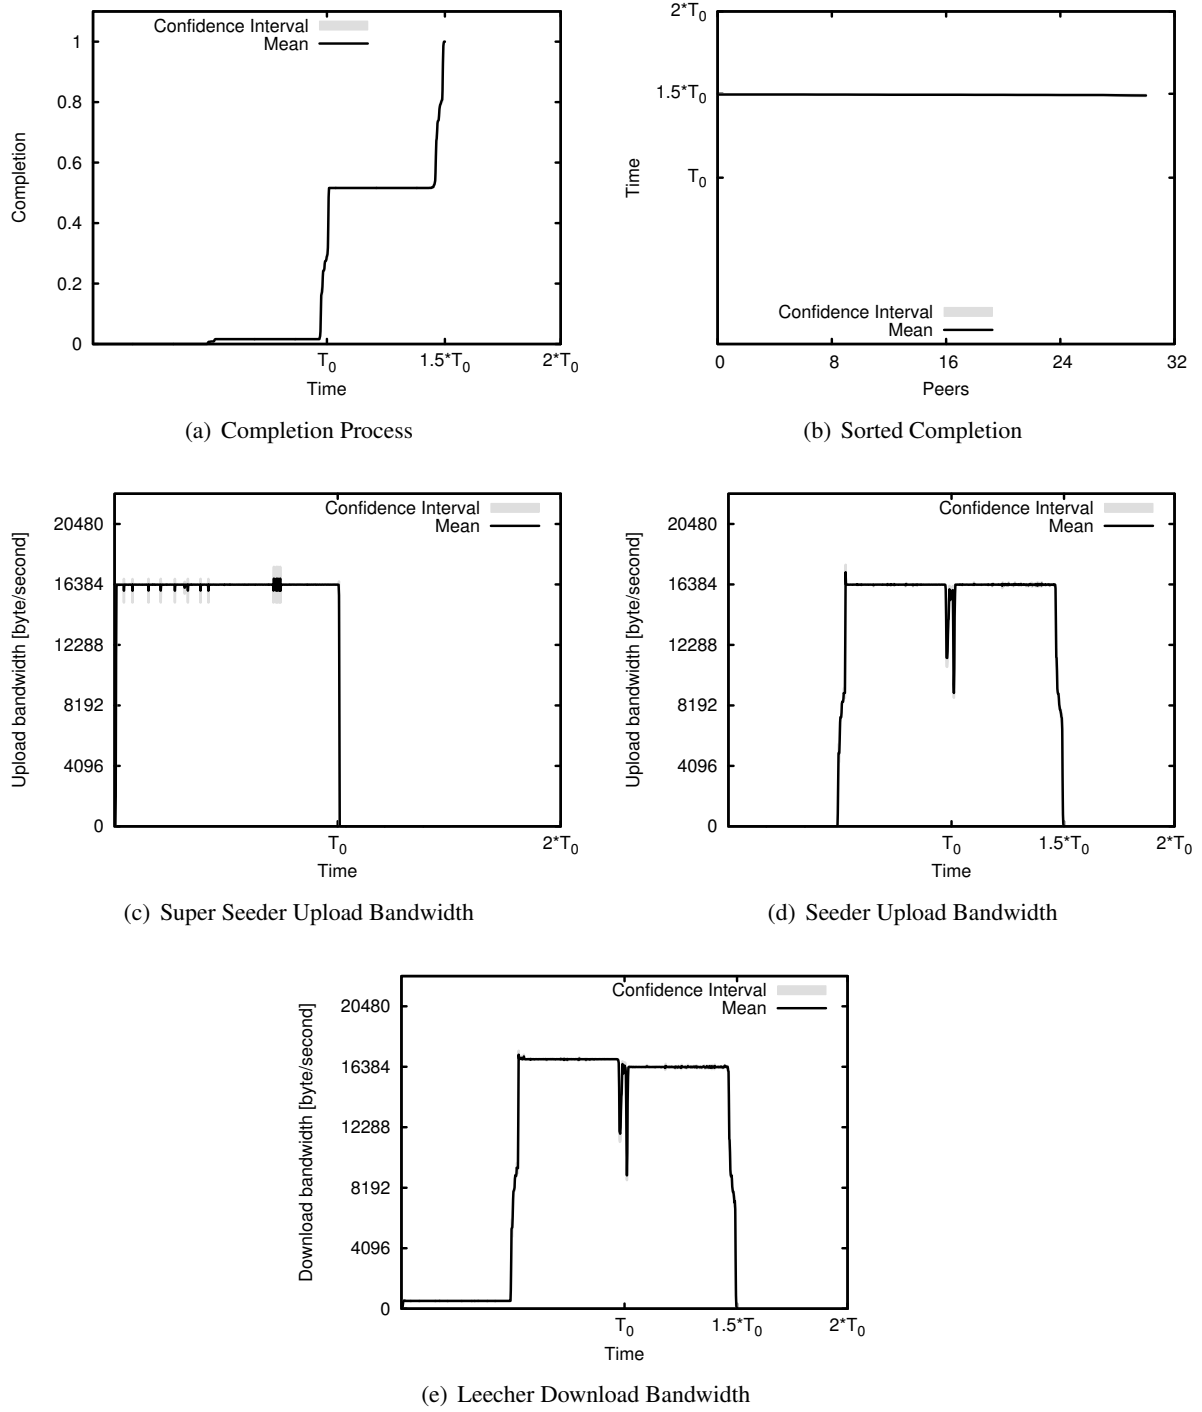 Confidence Interval
Mean
1
0.8
0.6
0.4
0.2
0
Completion
T0
1.5*T0
2*T0
Time
(a) Completion Process
2*T0
1.5*T0
T0
Time
Confidence Interval
Mean
0
8
16
24
32
Peers
(b) Sorted Completion
Confidence Interval
Mean
20480
16384
12288
8192
4096
0
Upload bandwidth [byte/second]
T0
2*T0
Time
(c) Super Seeder Upload Bandwidth
Confidence Interval
Mean
20480
16384
12288
8192
4096
0
Upload bandwidth [byte/second]
T0
1.5*T0
2*T0
Time
(d) Seeder Upload Bandwidth
Confidence Interval
Mean
20480
16384
12288
8192
4096
0
Download bandwidth [byte/second]
T0
1.5*T0
2*T0
Time
(e) Leecher Download Bandwidth